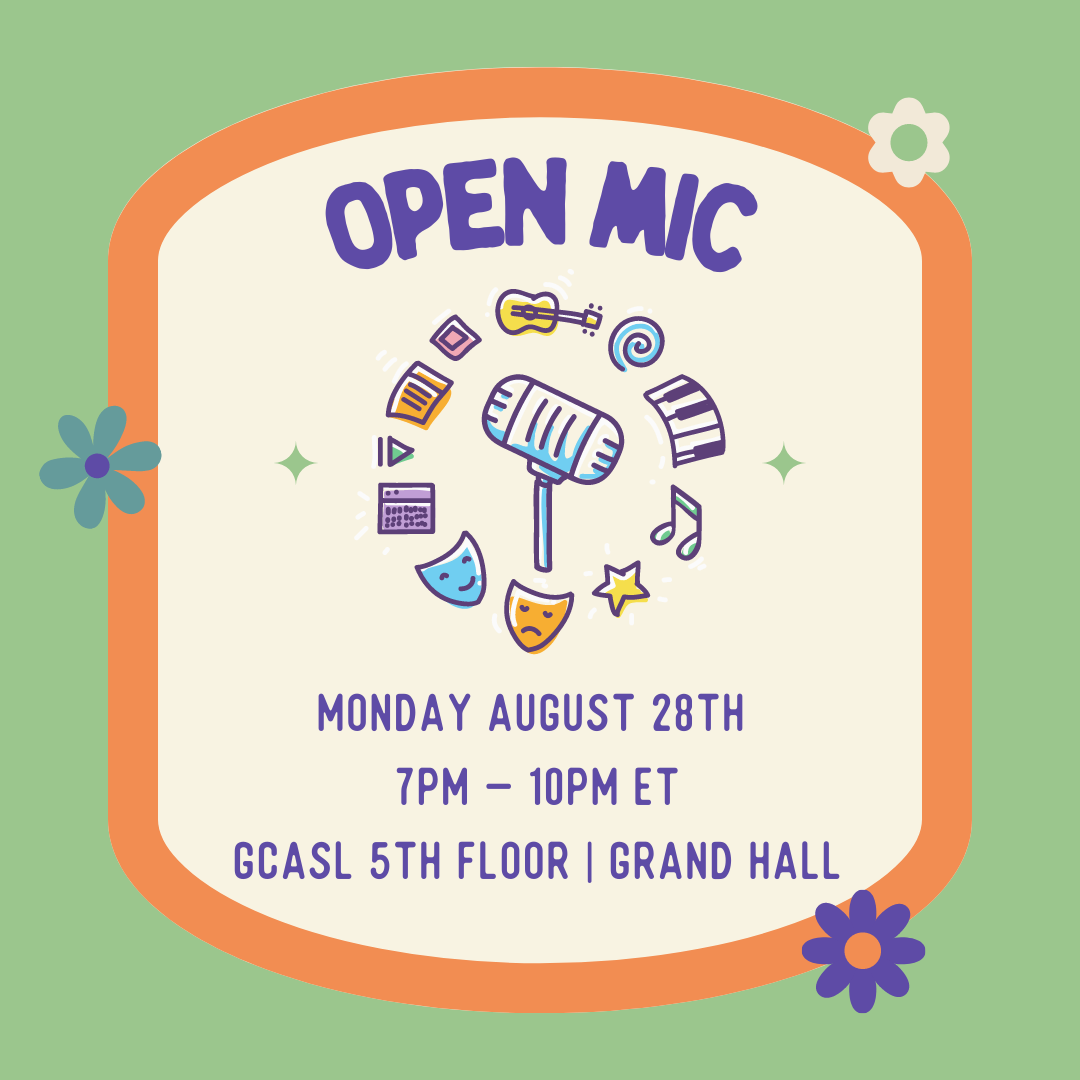 OPEN MIC
MONDAY AUGUST 28TH
7PM – 10PM ET
GCASL 5TH FLOOR | GRAND HALL